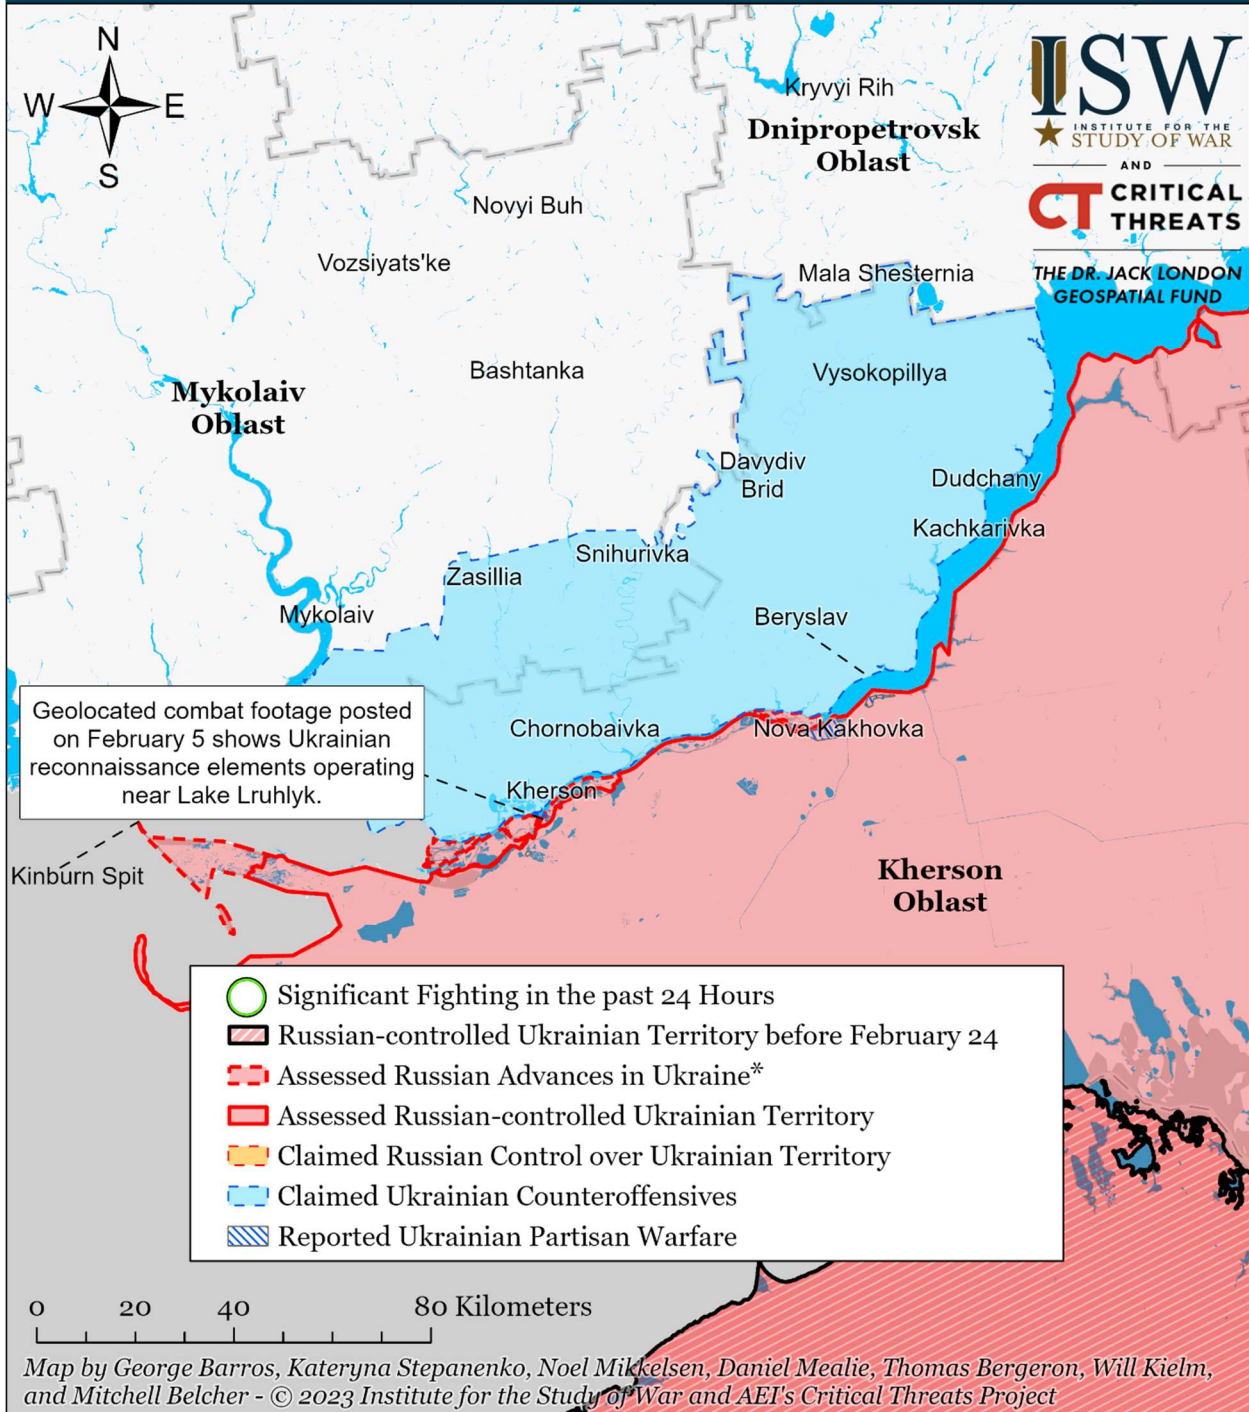 N
W
E
S
Kryvyi Rih
Dnipropetrovsk
Oblast
ISW
INSTITUTE FOR THE
STUDY OF WAR
AND
CT CRITICAL
THREATS
THE DR. JACK LONDON
GEOSPATIAL FUND
Novyi Buh
Vozsiyats'ke
Mala Shesternia
Bashtanka
Vysokopillya
Mykolaiv
Oblast
Davydiv
Brid
Dudchany
Kachkarivka
Snihurivka
Zasillia
Mykolaiv
Beryslav
Geolocated combat footage posted
on February 5 shows Ukrainian
reconnaissance elements operating
near Lake Lruhlyk.
Chornobaivka
Nova Kakhovka
Kherson
Kinburn Spit
Kherson
Oblast
Significant Fighting in the past 24 Hours
Russian-controlled Ukrainian Territory before February 24
Assessed Russian Advances in Ukraine*
Assessed Russian-controlled Ukrainian Territory
Claimed Russian Control over Ukrainian Territory
Claimed Ukrainian Counteroffensives
Reported Ukrainian Partisan Warfare
0 20 40 80 Kilometers
Map by George Barros, Kateryna Stepanenko, Noel Mikkelsen, Daniel Mealie, Thomas Bergeron, Will Kielm,
and Mitchell Belcher - © 2023 Institute for the Study of War and AEI's Critical Threats Project